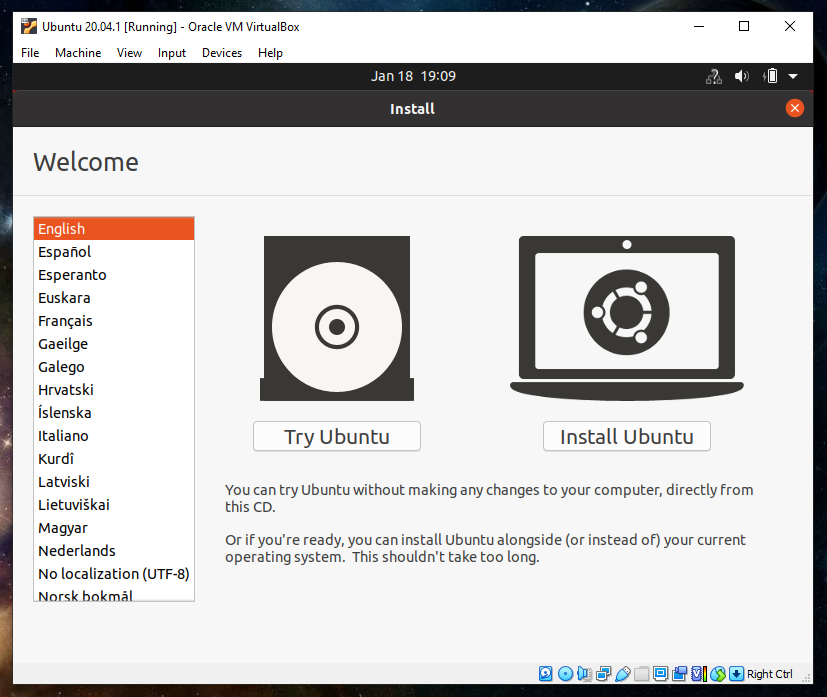 Ubuntu 20.04.1 [Running] - Oracle VM VirtualBox
File Machine View Input Devices Help
Jan 18 19:09
Install
Welcome
English
Español
Esperanto
Euskara
Français
Gaeilge
Galego
Hrvatski
Íslenska
Italiano
Kurdî
Latviski
Lietuviškai
Magyar
Nederlands
No localization (UTF-8)
Norsk bokmål
Try Ubuntu
Install Ubuntu
You can try Ubuntu without making any changes to your computer, directly from
this CD.
Or if you're ready, you can install Ubuntu alongside (or instead of) your current
operating system. This shouldn't take too long.
Right Ctrl